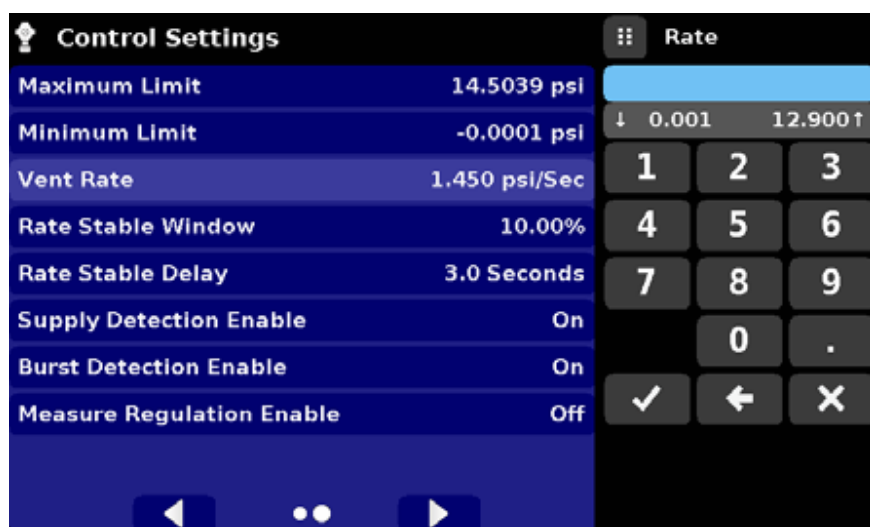 Control Settings
Maximum Limit 14.5039 psi
Minimum Limit -0.0001 psi
Vent Rate 1.450 psi/Sec
Rate Stable Window 10.00%
Rate Stable Delay 3.0 Seconds
Supply Detection Enable On
Burst Detection Enable On
Measure Regulation Enable Off
Rate
↓ 0.001 12.900↑
1 2 3
4 5 6
7 8 9
0 .